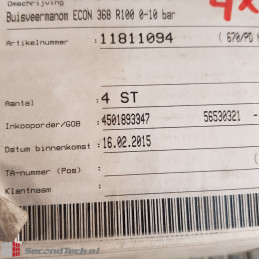 Omschrijving
Buisveermanom ECON 368 R100 0-10 bar
Artikelnummer :11811094 (670/PD
Aantal :4 ST
Inkooporder/GOB :4501893347 56530321 -
Datum binnenkomst :16.02.2015
TA-nummer (Pos) :
Klantnaam :
SecondTech.nl